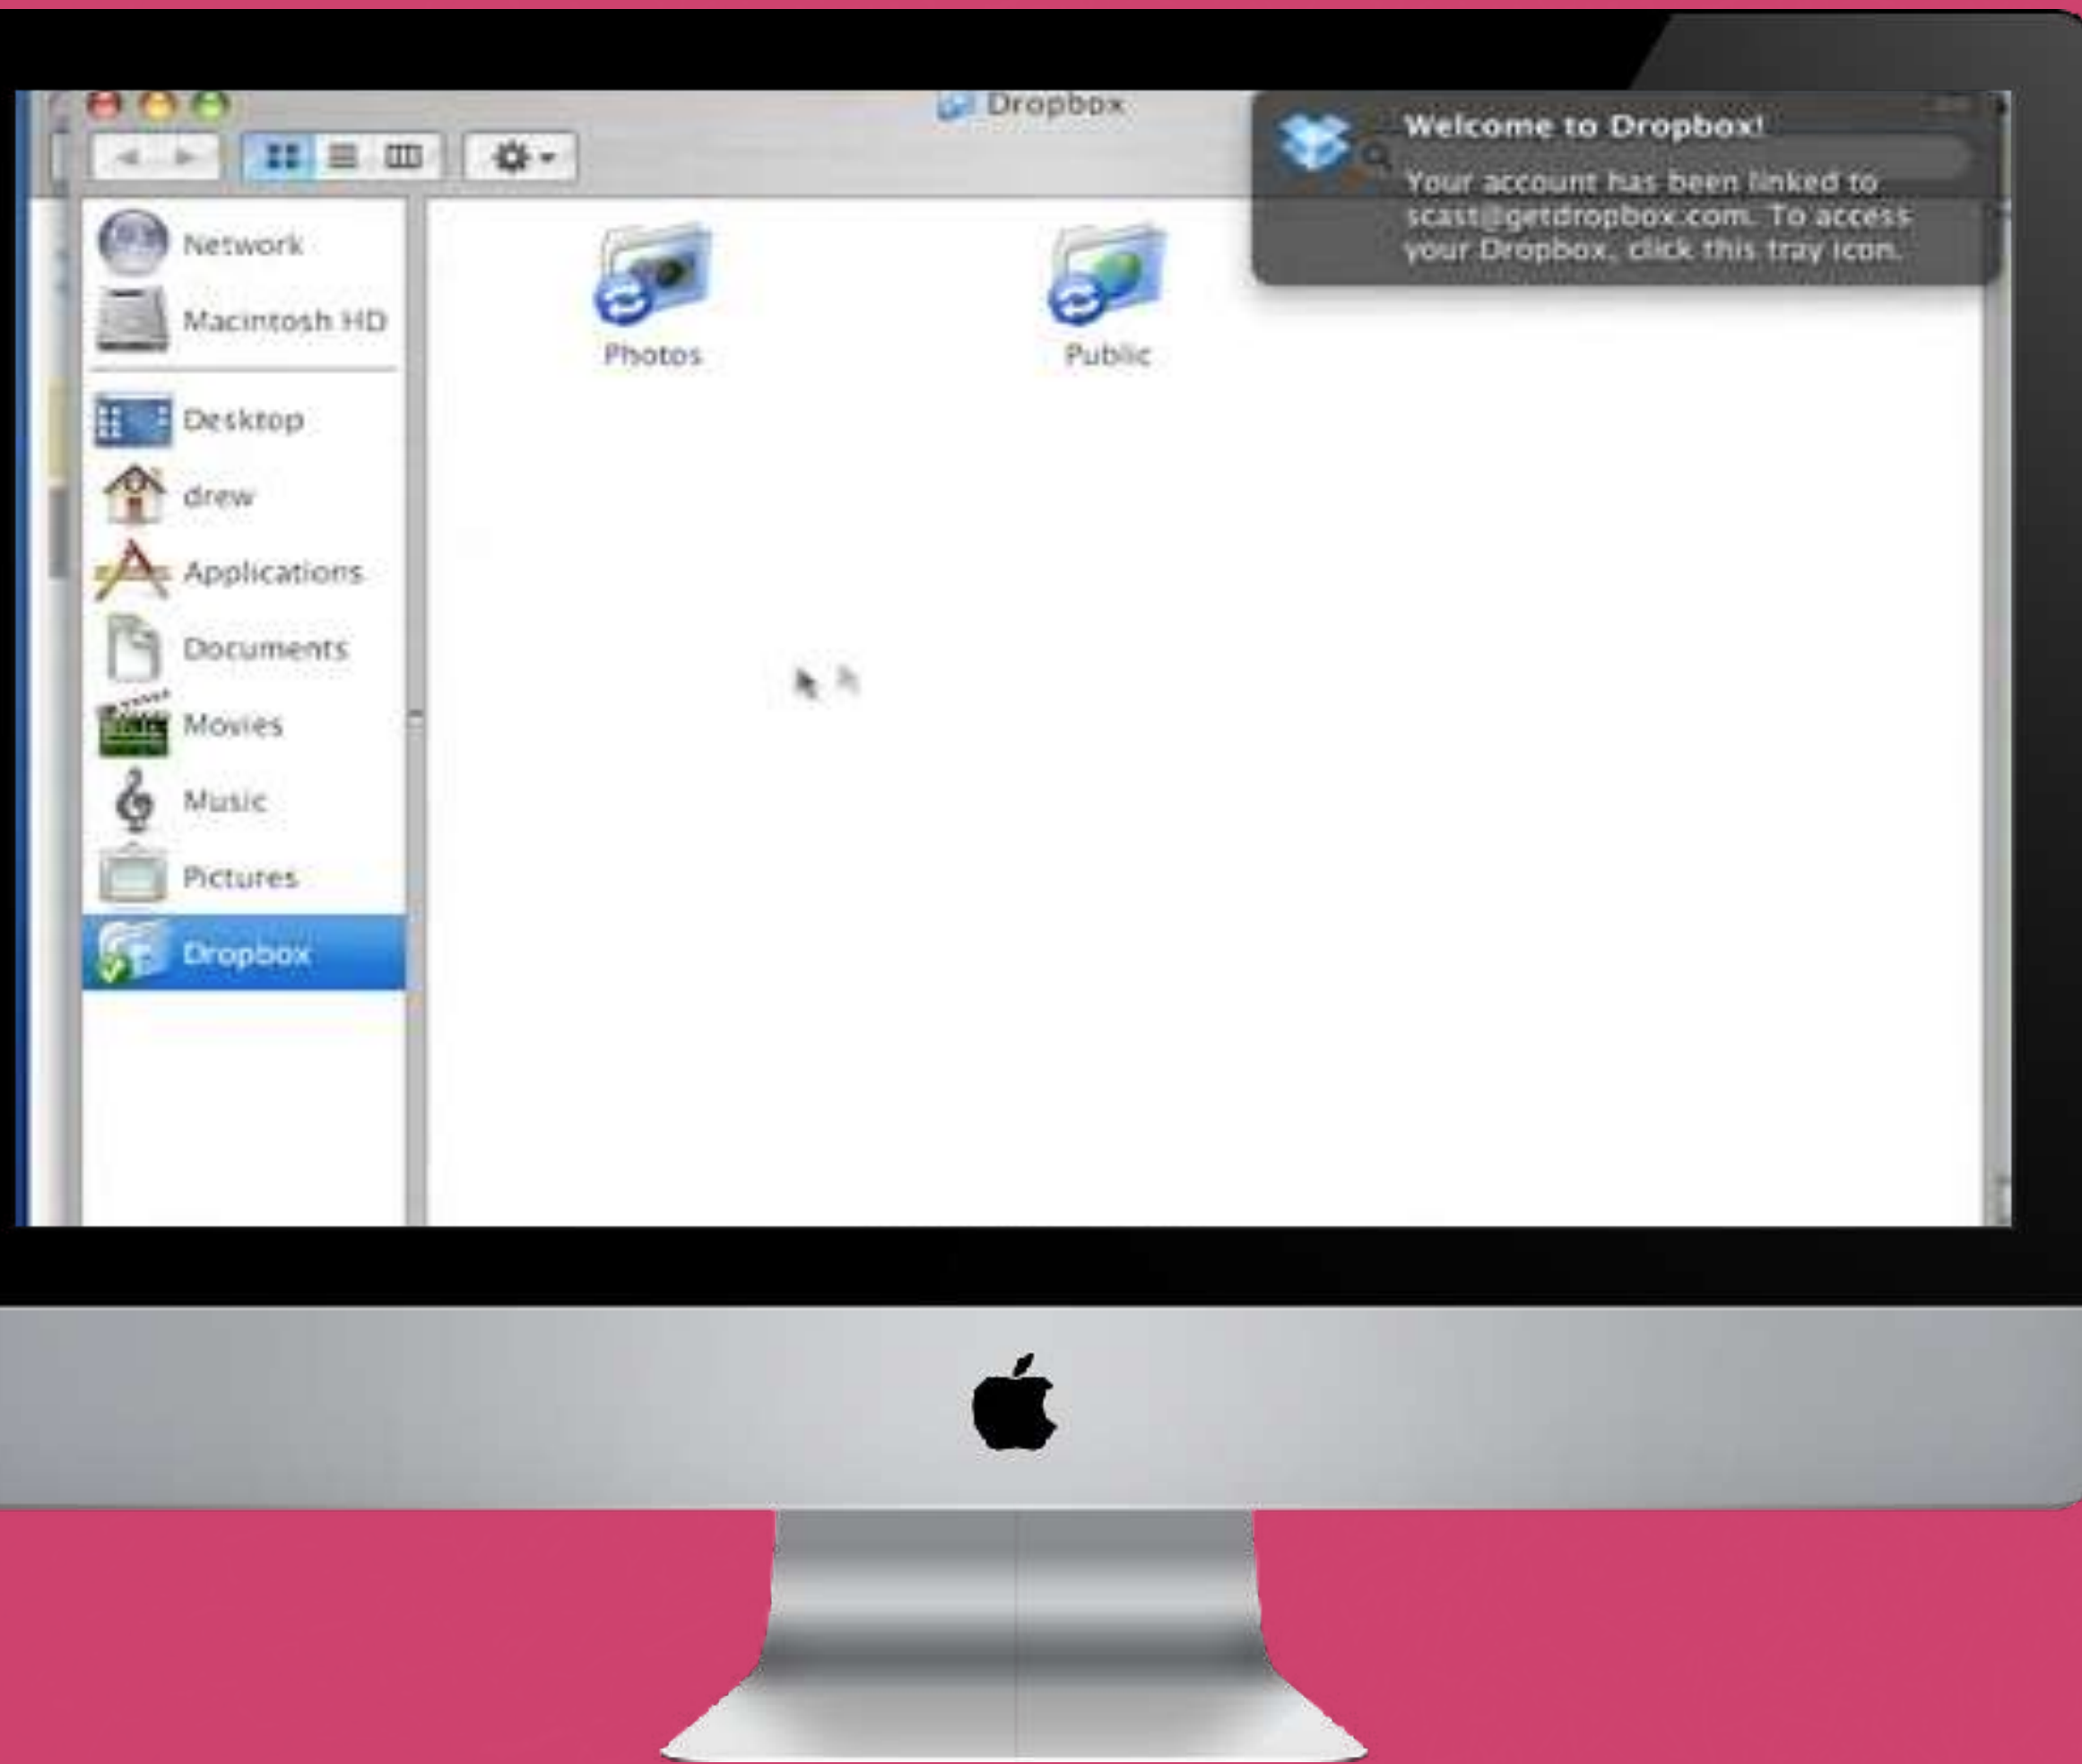 Dropbox
Welcome to Dropbox!
Your account has been linked to
scast@getdropbox.com. To access
your Dropbox, click this tray icon.
Network
Macintosh HD
Desktop
drew
Applications
Documents
Movies
Music
Pictures
Dropbox
Photos
Public